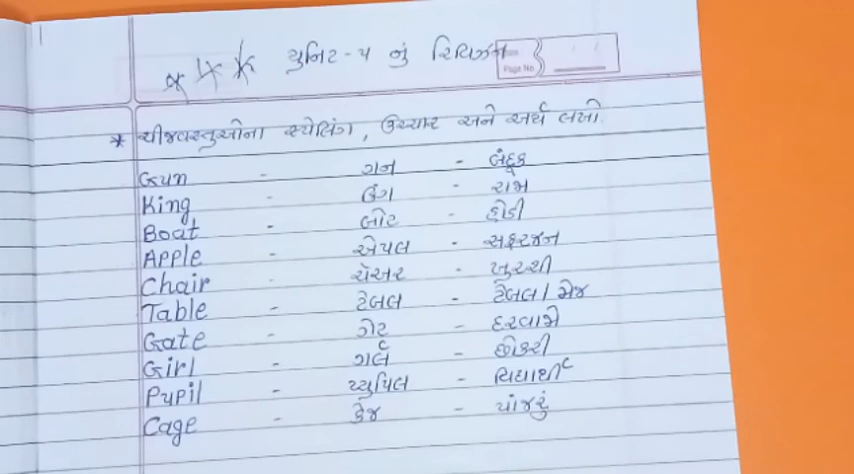 *** યુનિટ-૫ નું રિવિઝન
Page No.
* ચીજવસ્તુઓના સ્પેલિંગ, ઉચ્ચાર અને અર્થ લખો.
Gun - ગન - બંદૂક
King - કિંગ - રાજા
Boat - બોટ - હોડી
Apple - એપલ - સફરજન
Chair - ચૅઅર - ખુરશી
Table - ટેબલ - ટેબલ/મેજ
Gate - ગેટ - દરવાજો
Girl - ગર્લ - છોકરી
Pupil - પ્યુપિલ - વિદ્યાર્થી
Cage - કેજ - પાંજરું